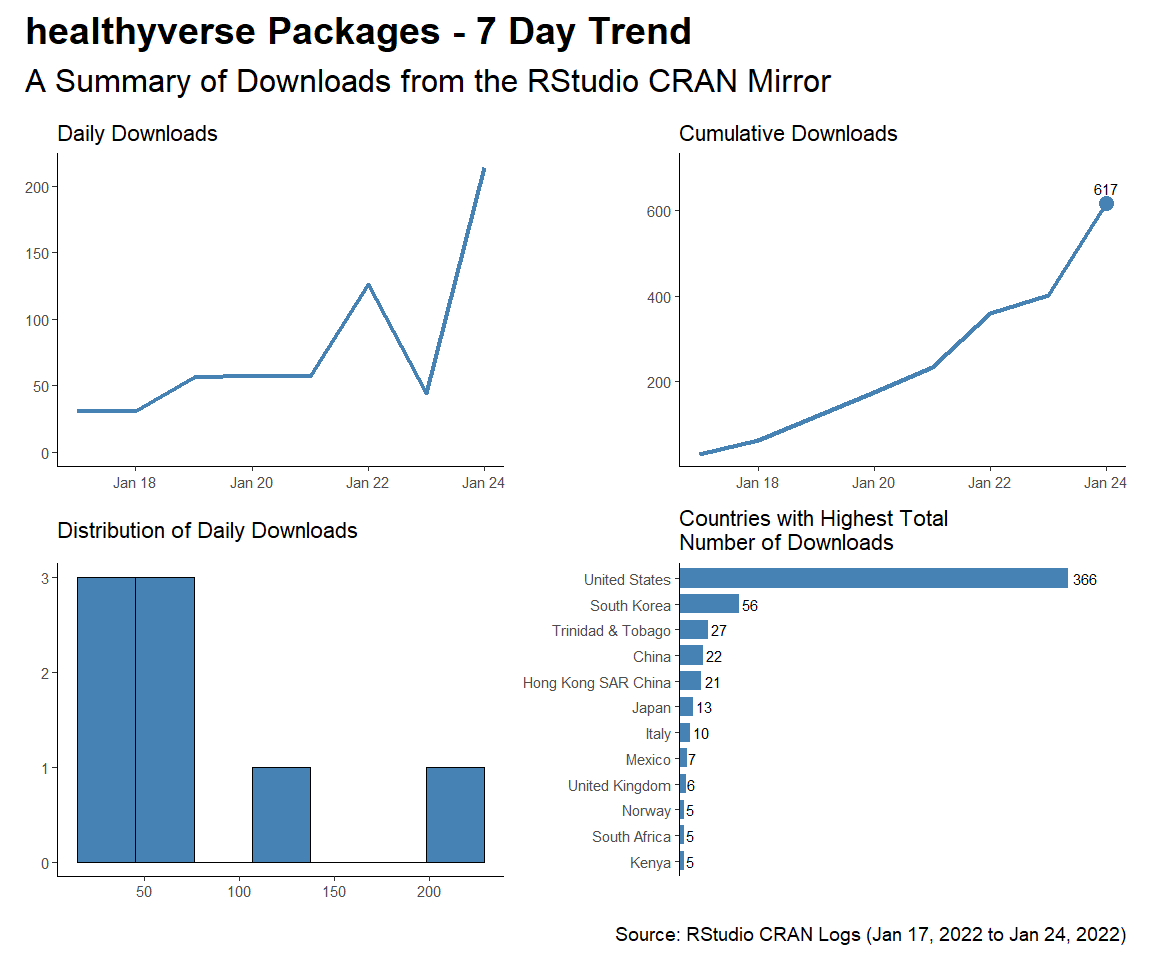 healthyverse Packages - 7 Day Trend
A Summary of Downloads from the RStudio CRAN Mirror
Daily Downloads
200
150
100
50
0
Jan 18 Jan 20 Jan 22 Jan 24
Cumulative Downloads
617
600
400
200
Jan 18 Jan 20 Jan 22 Jan 24
Distribution of Daily Downloads
3
2
1
0
50 100 150 200
Countries with Highest Total
Number of Downloads
United States 366
South Korea 56
Trinidad & Tobago 27
China 22
Hong Kong SAR China 21
Japan 13
Italy 10
Mexico 7
United Kingdom 6
Norway 5
South Africa 5
Kenya 5
Source: RStudio CRAN Logs (Jan 17, 2022 to Jan 24, 2022)